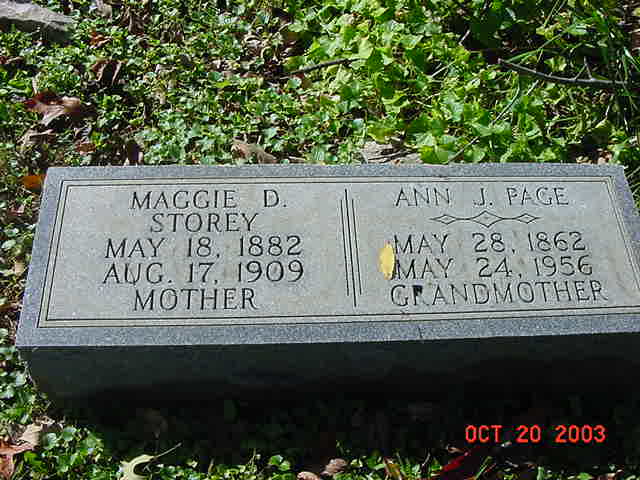 MAGGIE D.
STOREY
MAY 18, 1882
AUG. 17, 1909
MOTHER
ANN J. PAGE
MAY 28, 1862
MAY 24, 1956
GRANDMOTHER
OCT 20 2003